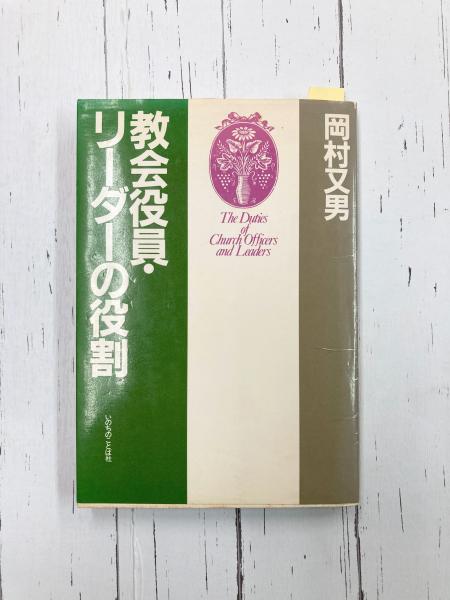 岡村又男
The Duties
of
Church Officers
and Leaders
教会役員・
リーダーの役割
いのちのことば社